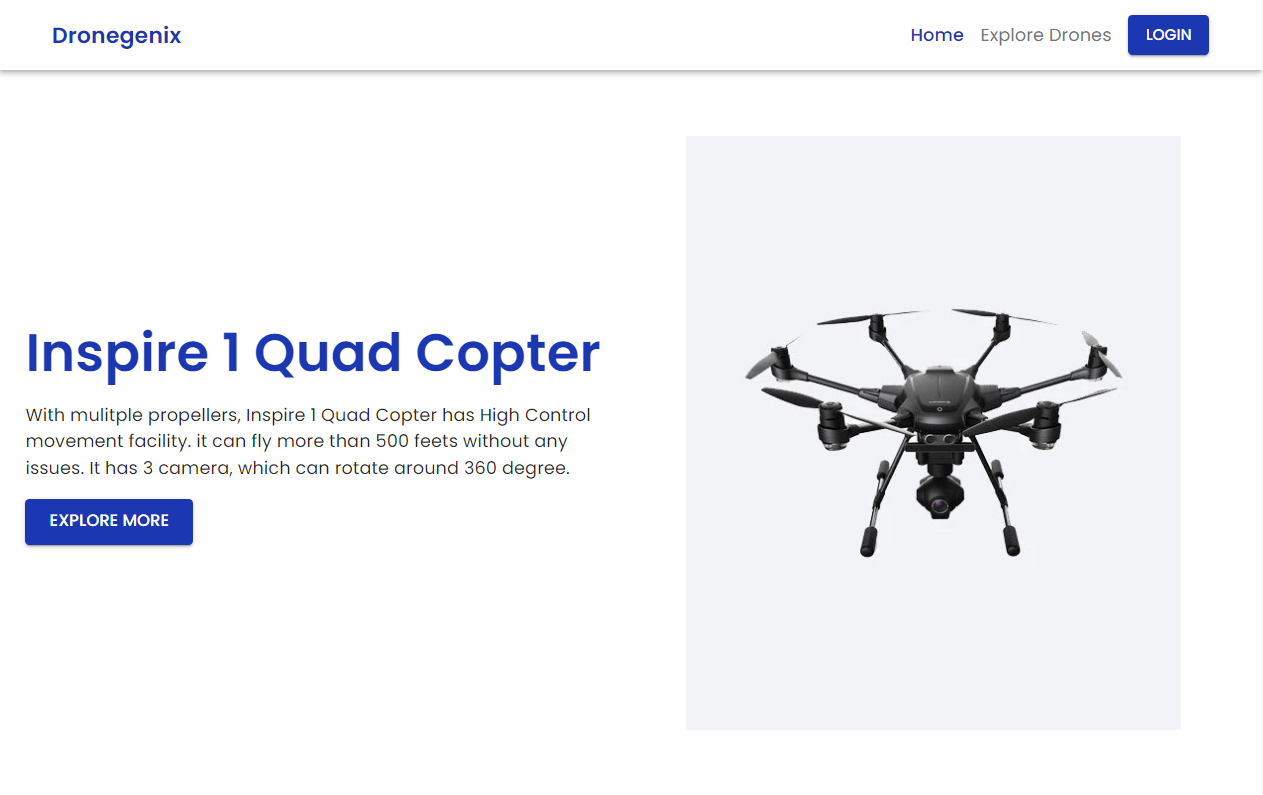 Dronegenix
Home
Explore Drones
LOGIN
Inspire 1 Quad Copter
With mulitple propellers, Inspire 1 Quad Copter has High Control
movement facility. it can fly more than 500 feets without any
issues. It has 3 camera, which can rotate around 360 degree.
EXPLORE MORE